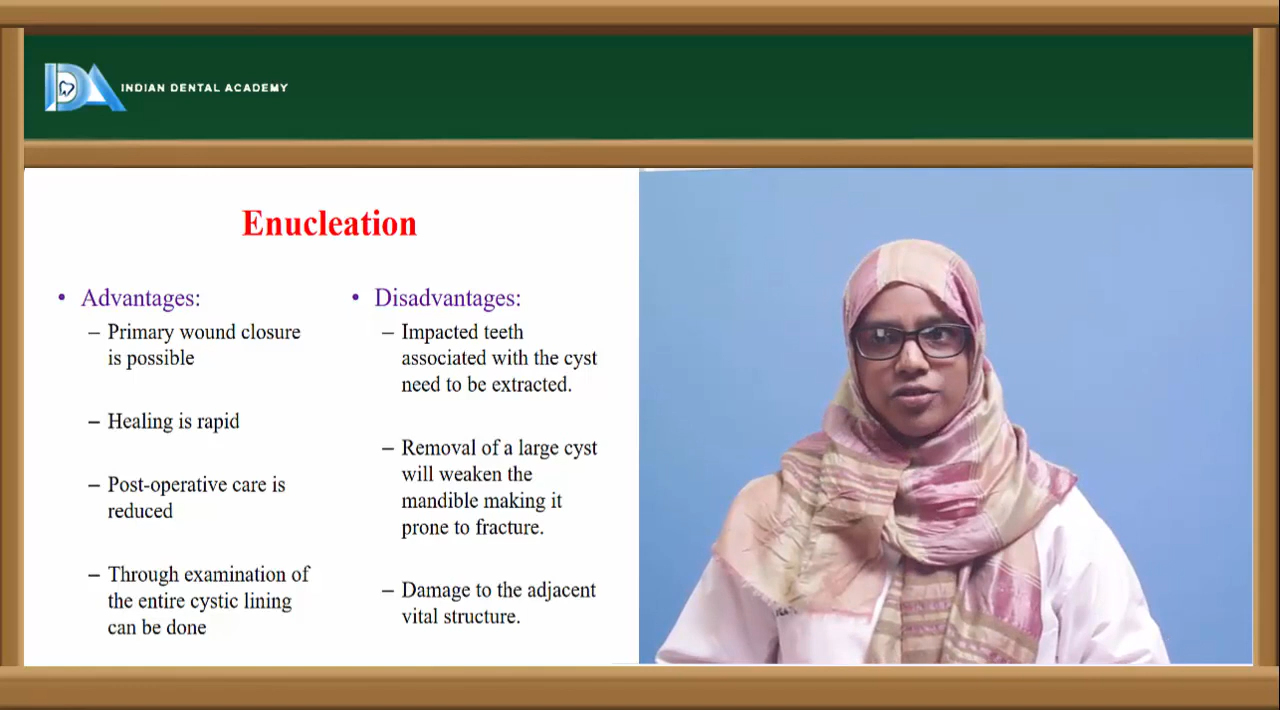 INDIAN DENTAL ACADEMY
Enucleation
• Advantages:
– Primary wound closure
is possible
– Healing is rapid
– Post-operative care is
reduced
– Through examination of
the entire cystic lining
can be done
• Disadvantages:
– Impacted teeth
associated with the cyst
need to be extracted.
– Removal of a large cyst
will weaken the
mandible making it
prone to fracture.
– Damage to the adjacent
vital structure.